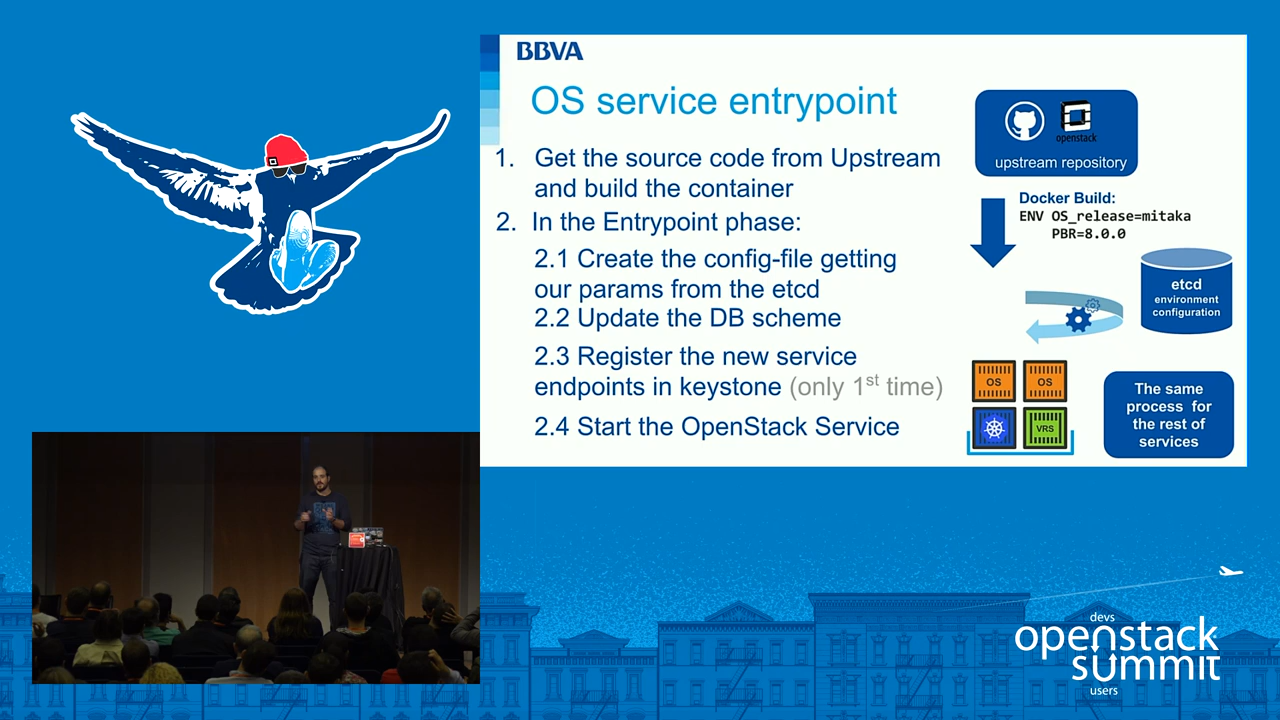 BBVA
OS service entrypoint
1. Get the source code from Upstream
and build the container
2. In the Entrypoint phase:
2.1 Create the config-file getting
our params from the etcd
2.2 Update the DB scheme
2.3 Register the new service
endpoints in keystone (only 1st time)
2.4 Start the OpenStack Service
openstack
upstream repository
Docker Build:
ENV OS_release=mitaka
PBR=8.0.0
etcd
environment
configuration
OS
OS
VRS
The same
process for
the rest of
services
devs
openstack
summit
users